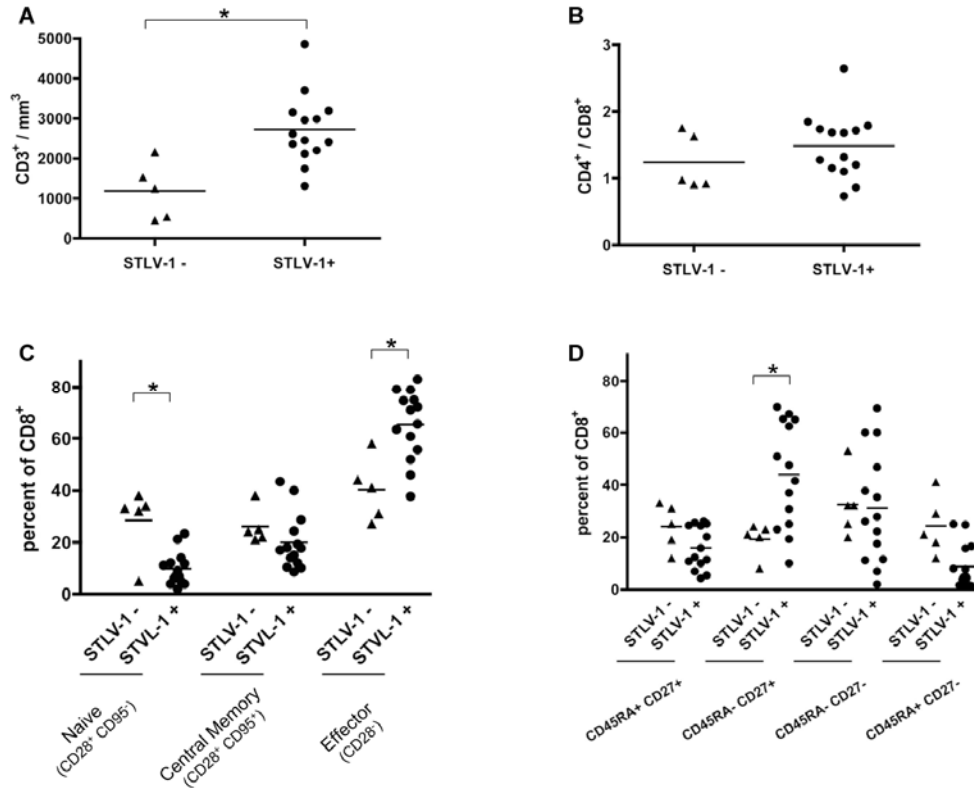 A
*
5000
4000
3000
2000
1000
0
CD3⁺ / mm³
STLV-1 -
STLV-1+
B
3
2
1
0
CD4⁺ / CD8⁺
STLV-1 -
STLV-1+
C
*
*
80
60
40
20
0
percent of CD8⁺
STLV-1 -
STVL-1 +
STLV-1 -
STVL-1 +
STLV-1 -
STVL-1 +
Naive
(CD28⁺ CD95⁻)
Central Memory
(CD28⁺ CD95⁺)
Effector
(CD28⁻)
D
*
80
60
40
20
0
percent of CD8⁺
STLV-1 -
STLV-1 +
STLV-1 -
STLV-1 +
STLV-1 -
STLV-1 +
STLV-1 -
STLV-1 +
CD45RA+ CD27+
CD45RA- CD27+
CD45RA- CD27-
CD45RA+ CD27-